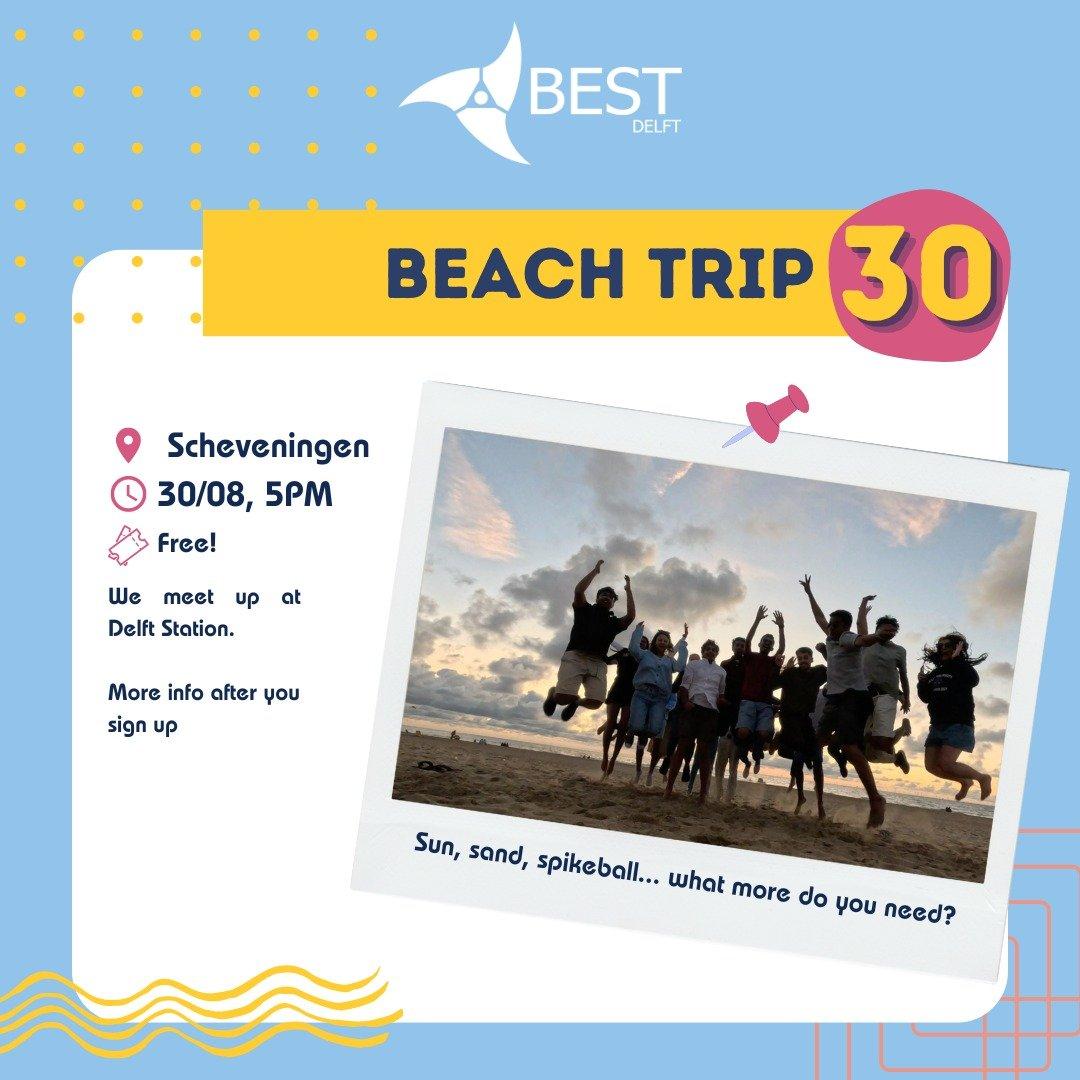 BEST
DELFT
BEACH TRIP 30
Scheveningen
30/08, 5PM
Free!
We meet up at
Delft Station.
More info after you
sign up
Sun, sand, spikeball... what more do you need?